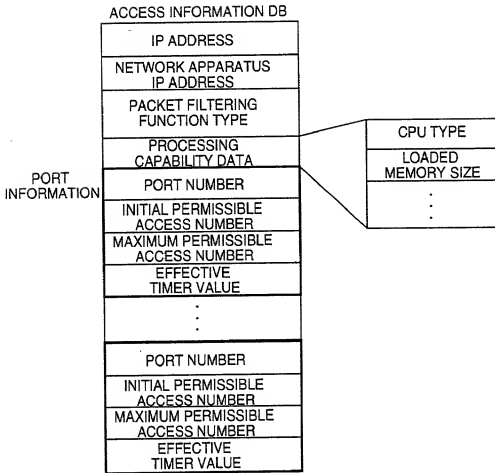 ACCESS INFORMATION DB
IP ADDRESS
NETWORK APPARATUS
IP ADDRESS
PACKET FILTERING
FUNCTION TYPE
PROCESSING
CAPABILITY DATA
CPU TYPE
LOADED
MEMORY SIZE
PORT
INFORMATION
PORT NUMBER
INITIAL PERMISSIBLE
ACCESS NUMBER
MAXIMUM PERMISSIBLE
ACCESS NUMBER
EFFECTIVE
TIMER VALUE
PORT NUMBER
INITIAL PERMISSIBLE
ACCESS NUMBER
MAXIMUM PERMISSIBLE
ACCESS NUMBER
EFFECTIVE
TIMER VALUE